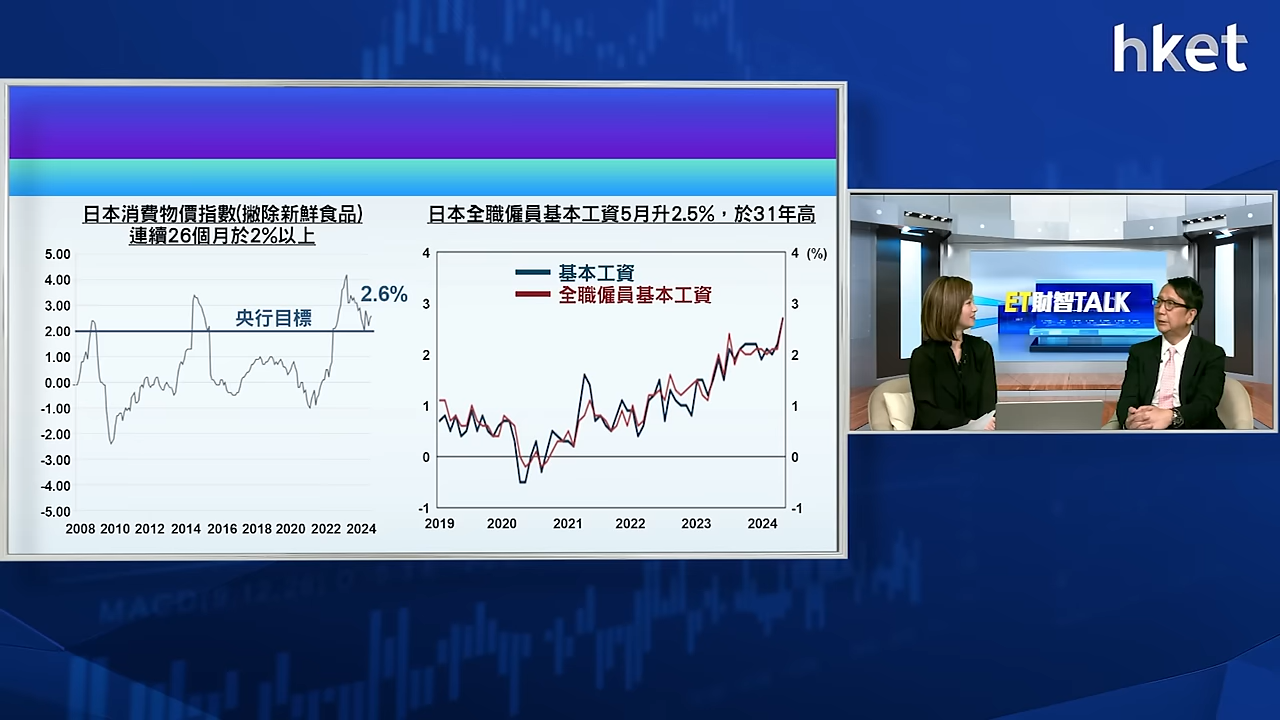 hket
日本消費物價指數(撇除新鮮食品)
連續26個月於2%以上
5.00
4.00
3.00
2.00
1.00
0.00
-1.00
-2.00
-3.00
-4.00
-5.00
2.6%
央行目標
2008 2010 2012 2014 2016 2018 2020 2022 2024
日本全職僱員基本工資5月升2.5%，於31年高
4
3
2
1
0
-1
基本工資
全職僱員基本工資
4 (%)
3
2
1
0
-1
2019 2020 2021 2022 2023 2024
ET財智TALK